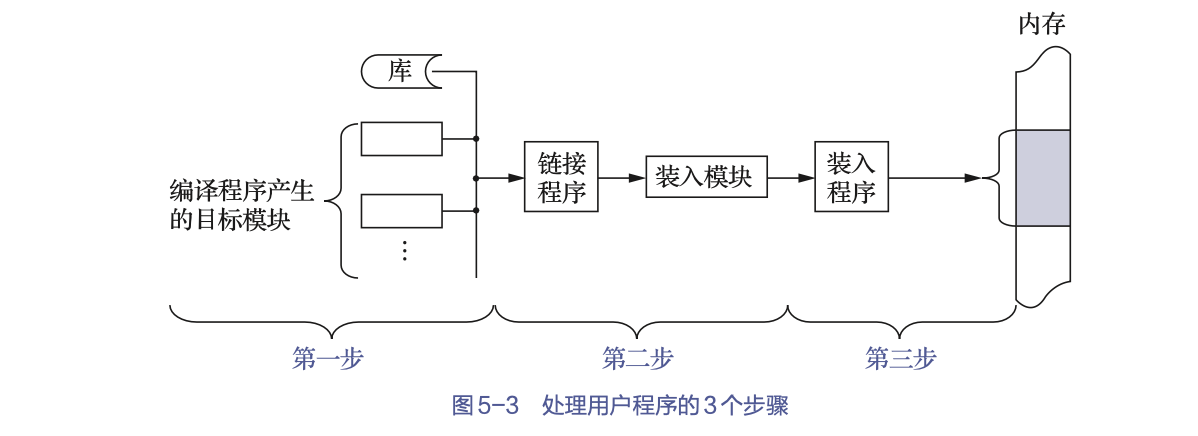 内存
库
编译程序产生
的目标模块
链接
程序
装入模块
装入
程序
第一步
第二步
第三步
图 5-3 处理用户程序的 3 个步骤